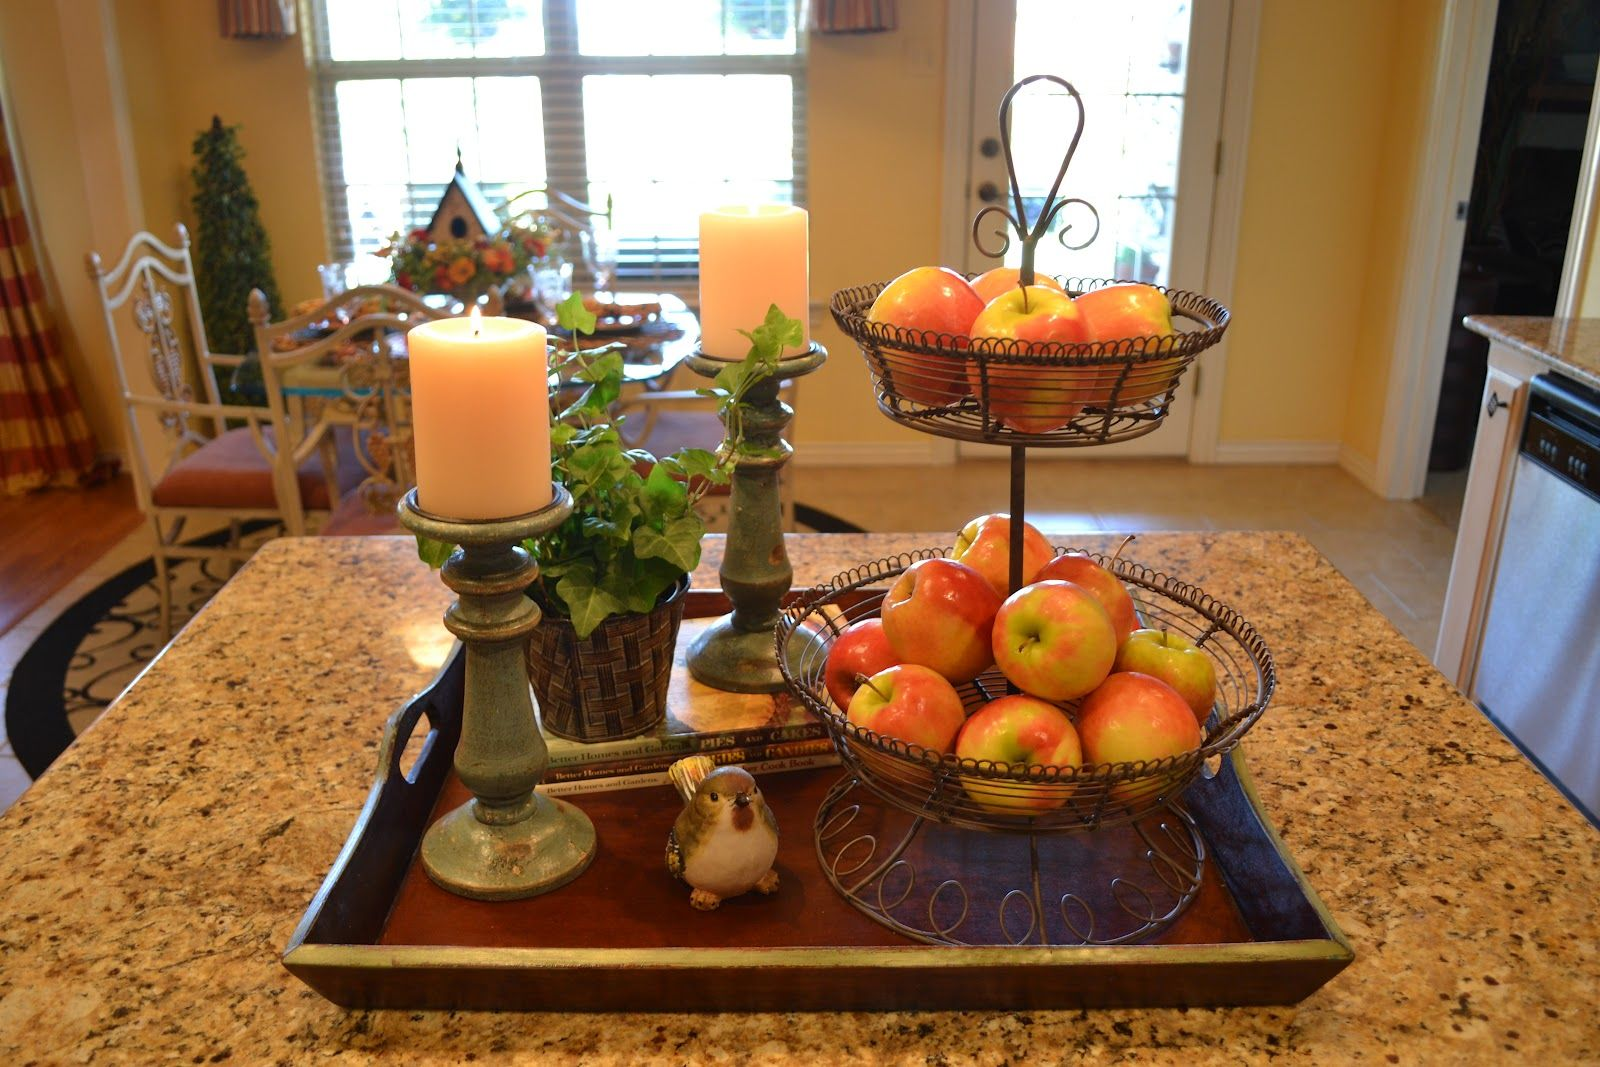 Better Homes and Gardens PIES AND CAKES
Better Homes and Gardens
Better Homes and Gardens. Cook Book